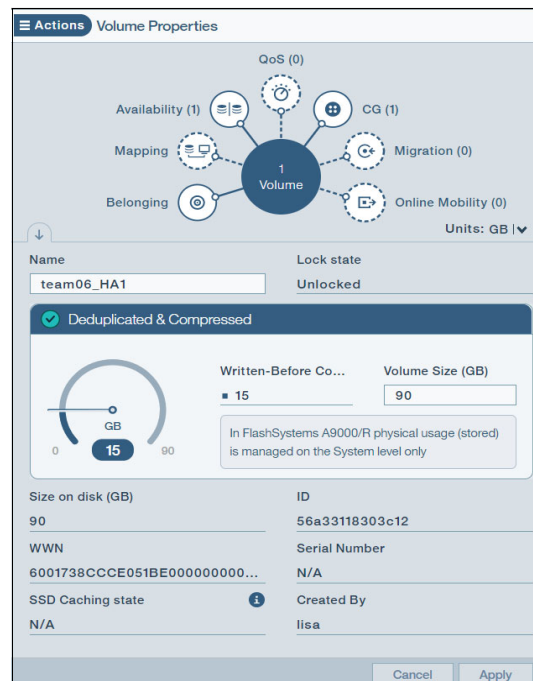 Actions Volume Properties
QoS (0)
Availability (1)
CG (1)
Mapping
Migration (0)
1
Volume
Belonging
Online Mobility (0)
Units: GB
Name
Lock state
team06_HA1
Unlocked
Deduplicated & Compressed
Written-Before Co...
Volume Size (GB)
15
90
GB
0
15
90
In FlashSystems A9000/R physical usage (stored)
is managed on the System level only
Size on disk (GB)
ID
90
56a33118303c12
WWN
Serial Number
6001738CCCE051BE000000000...
N/A
SSD Caching state
Created By
N/A
lisa
Cancel
Apply